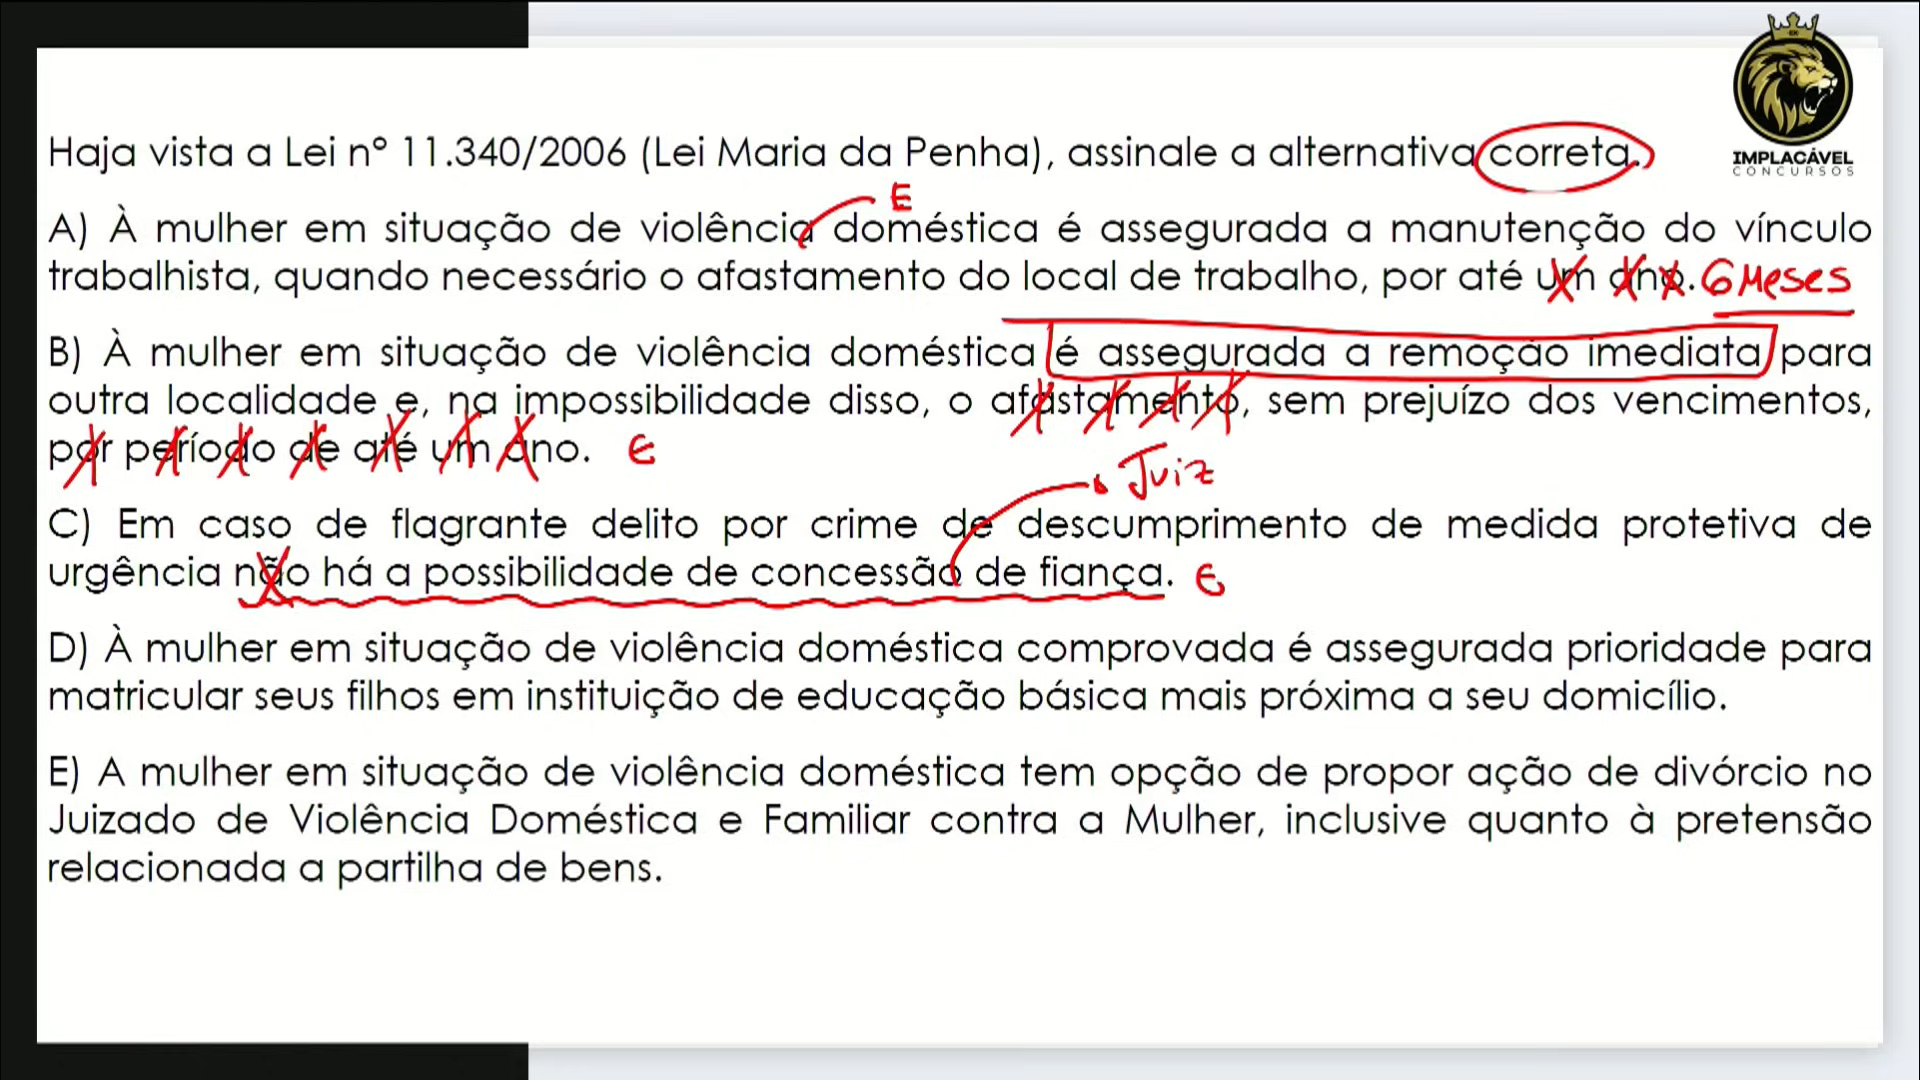 IMPLACÁVEL
CONCURSOS
Haja vista a Lei nº 11.340/2006 (Lei Maria da Penha), assinale a alternativa correta.
E
A) À mulher em situação de violência doméstica é assegurada a manutenção do vínculo
trabalhista, quando necessário o afastamento do local de trabalho, por até um ano. 6 Meses
B) À mulher em situação de violência doméstica é assegurada a remoção imediata para
outra localidade e, na impossibilidade disso, o afastamento, sem prejuízo dos vencimentos,
por período de até um ano. E
Juiz
C) Em caso de flagrante delito por crime de descumprimento de medida protetiva de
urgência não há a possibilidade de concessão de fiança. E
D) À mulher em situação de violência doméstica comprovada é assegurada prioridade para
matricular seus filhos em instituição de educação básica mais próxima a seu domicílio.
E) A mulher em situação de violência doméstica tem opção de propor ação de divórcio no
Juizado de Violência Doméstica e Familiar contra a Mulher, inclusive quanto à pretensão
relacionada a partilha de bens.